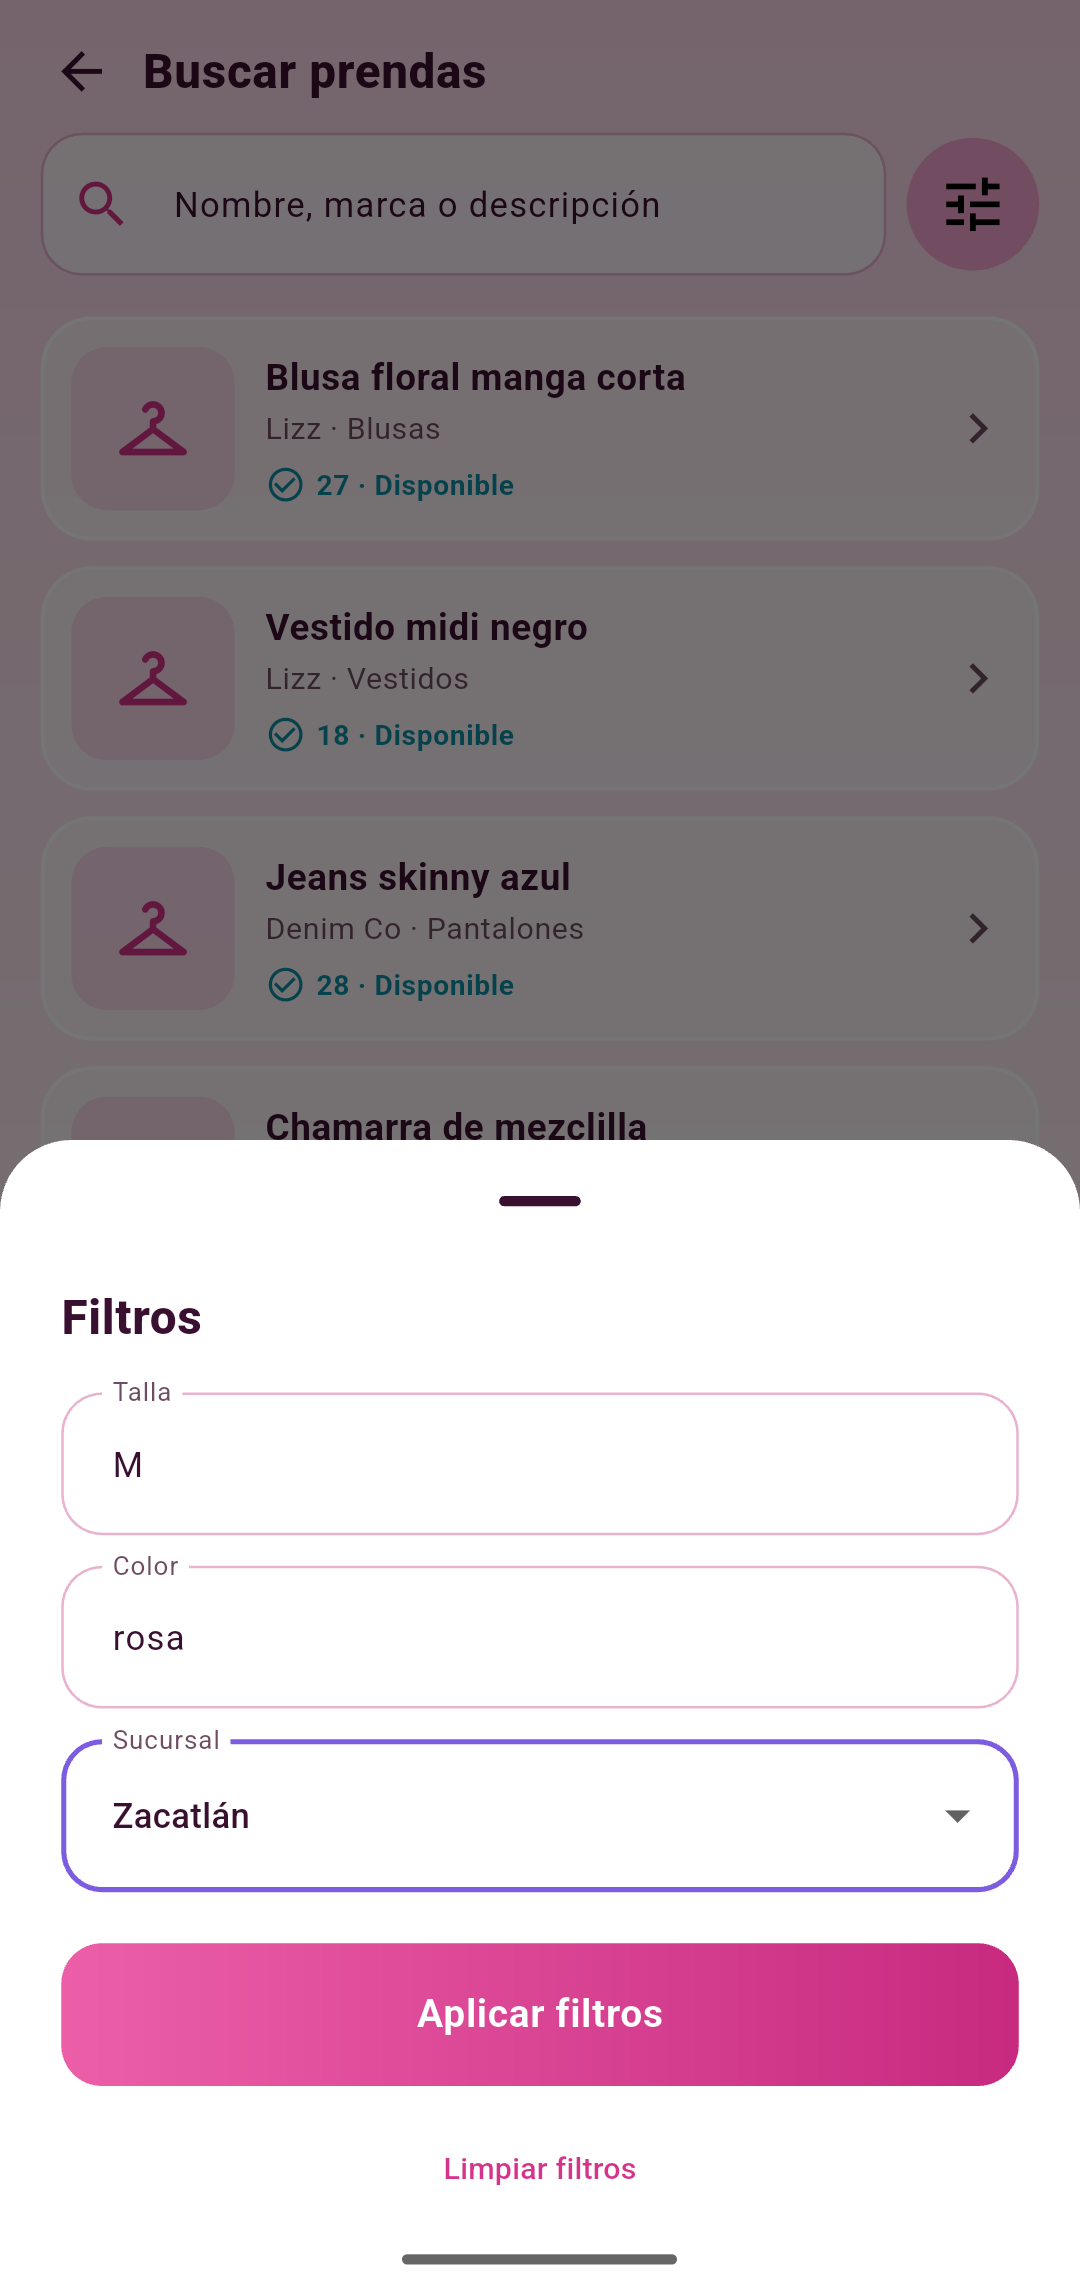 Buscar prendas
Nombre, marca o descripción
Blusa floral manga corta
Lizz · Blusas
27 · Disponible
Vestido midi negro
Lizz · Vestidos
18 · Disponible
Jeans skinny azul
Denim Co · Pantalones
28 · Disponible
Chamarra de mezclilla
Filtros
Talla
M
Color
rosa
Sucursal
Zacatlán
Aplicar filtros
Limpiar filtros